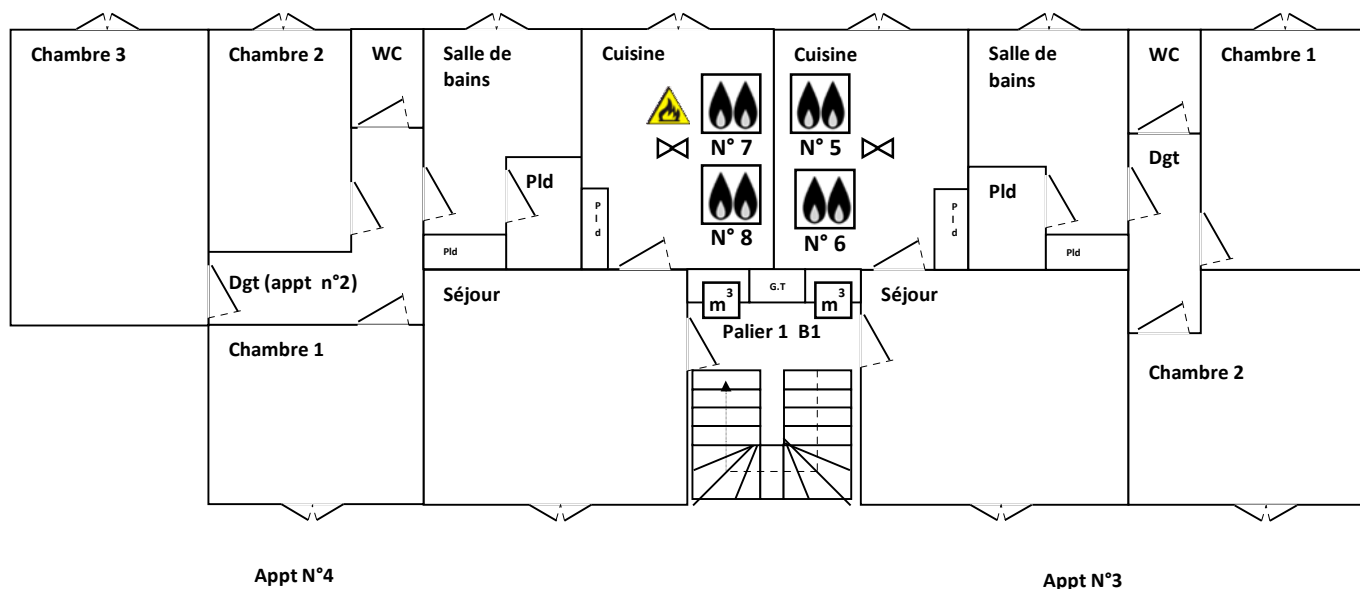 Chambre 3
Chambre 2
WC
Salle de
bains
Cuisine
Cuisine
Salle de
bains
WC
Chambre 1
N° 7
N° 5
Dgt
Pld
Pld
Pld
Pld
N° 8
N° 6
Pld
Pld
Dgt (appt n°2)
Séjour
m³
G.T
m³
Séjour
Palier 1 B1
Chambre 1
Chambre 2
Appt N°4
Appt N°3